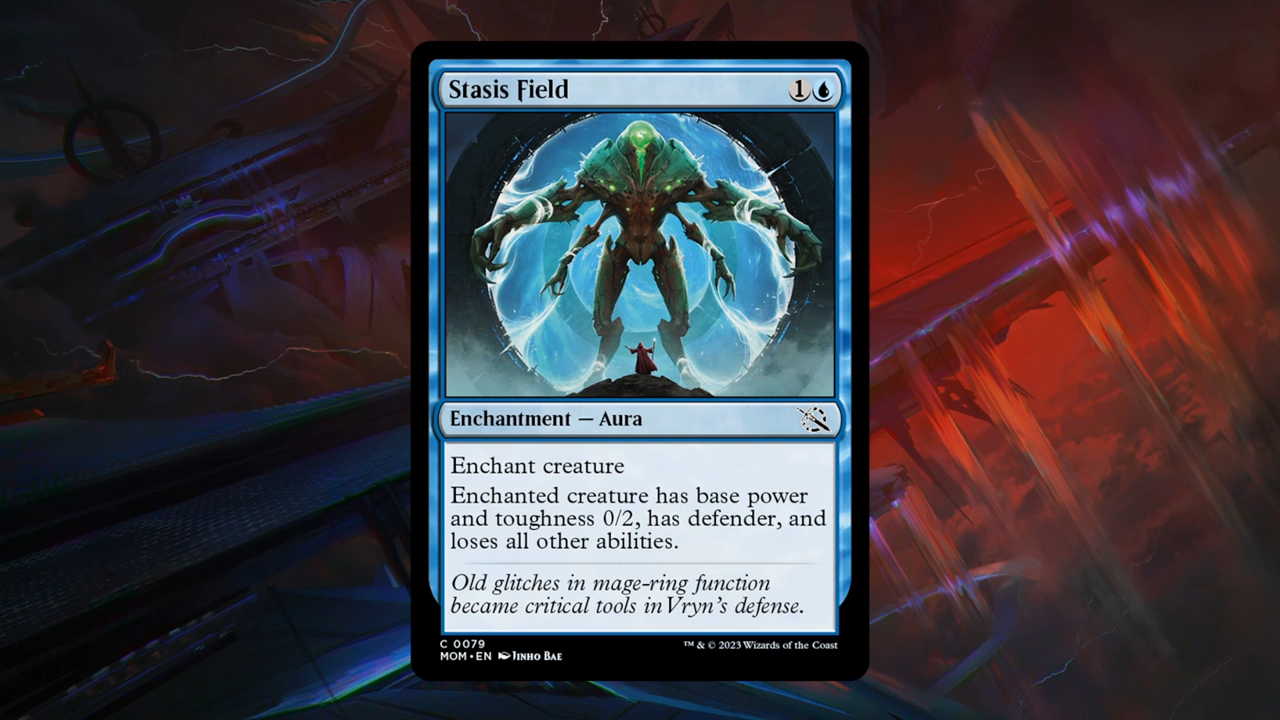 Stasis Field 1
Enchantment — Aura
Enchant creature
Enchanted creature has base power
and toughness 0/2, has defender, and
loses all other abilities.
Old glitches in mage-ring function
became critical tools in Vryn's defense.
C 0079
MOM • EN Jinho Bae
™ & © 2023 Wizards of the Coast